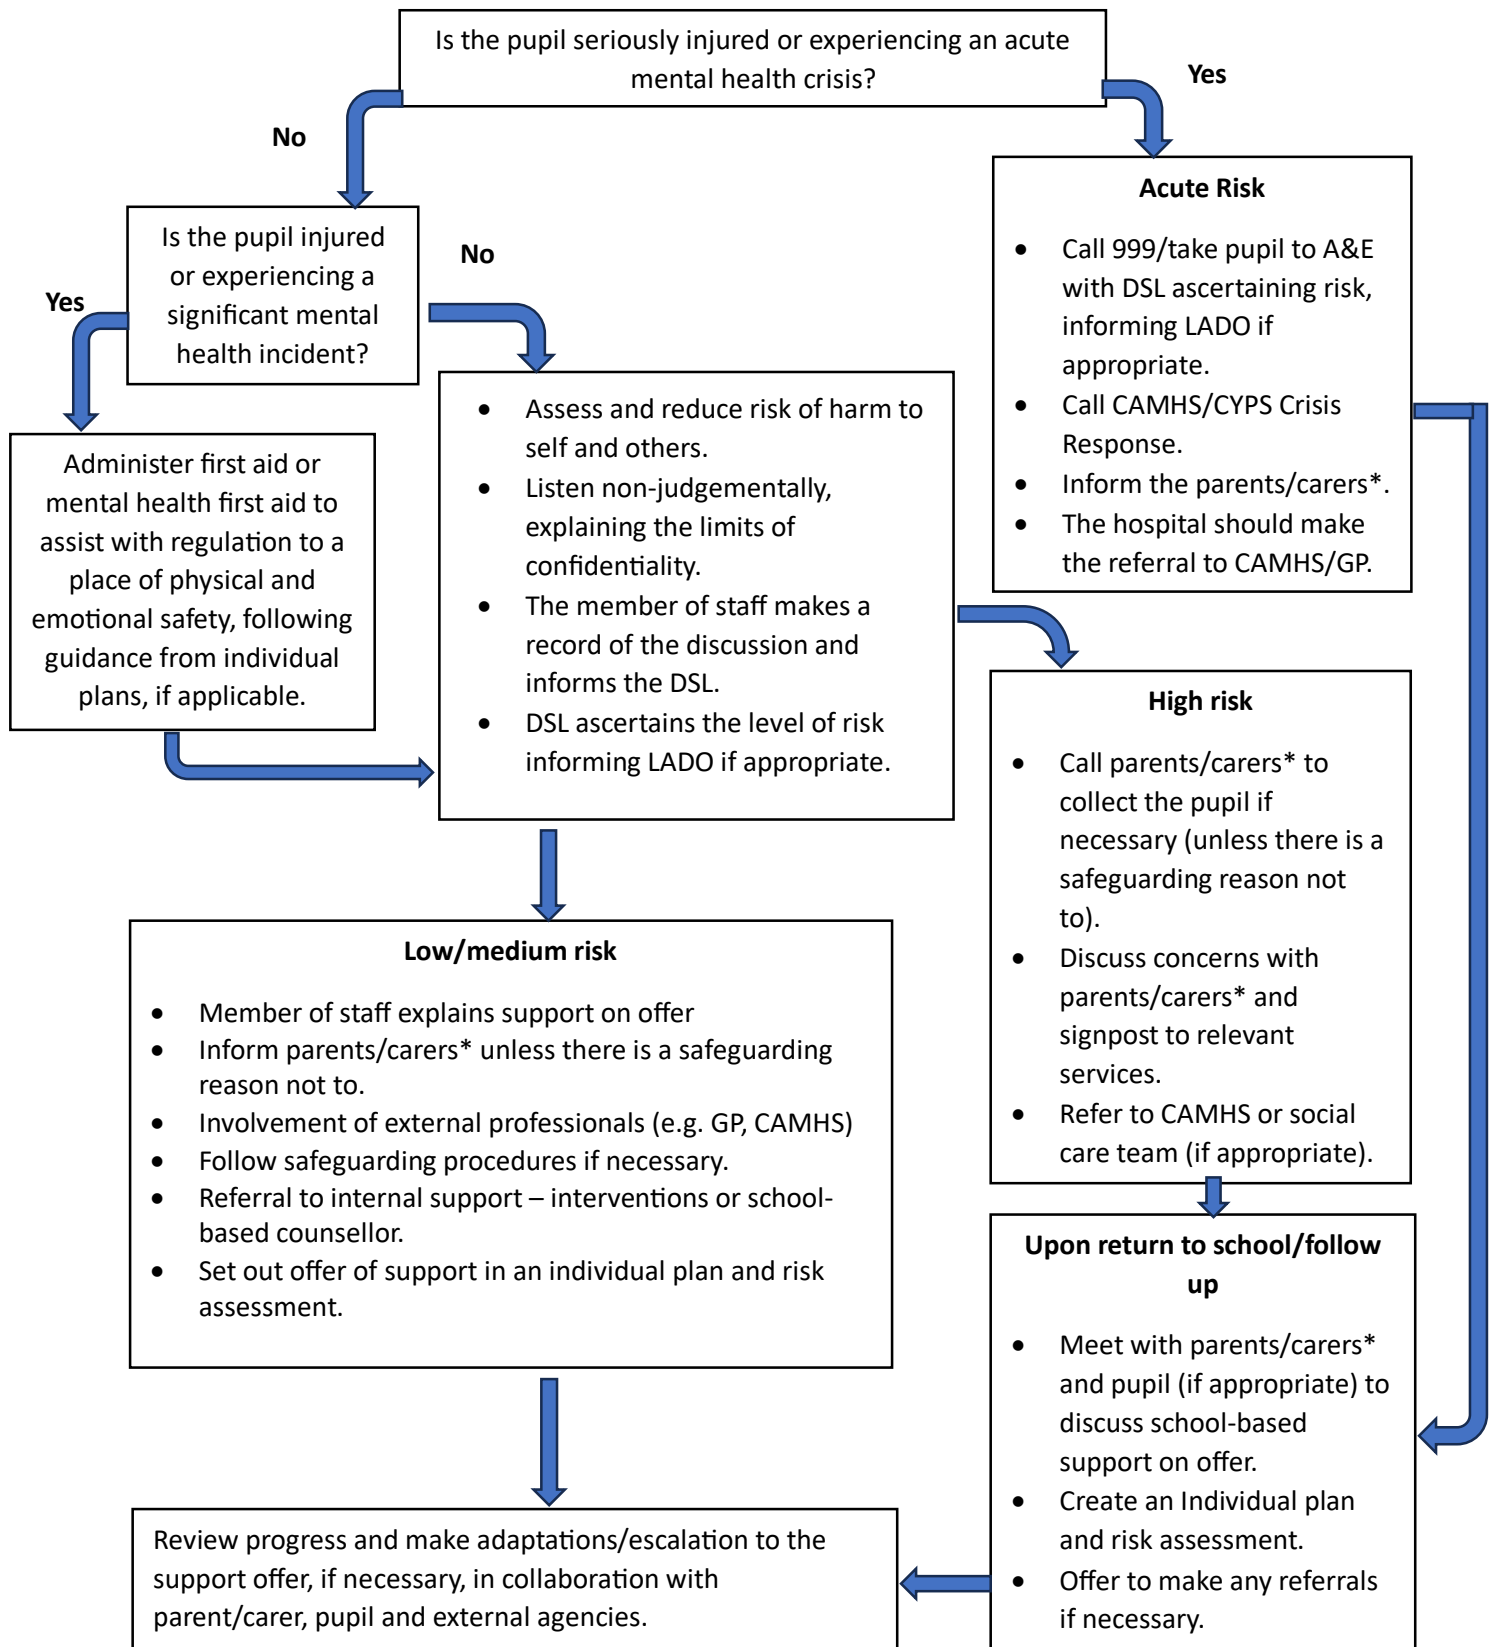 Is the pupil seriously injured or experiencing an acute
mental health crisis?
Yes
No
Acute Risk
• Call 999/take pupil to A&E
with DSL ascertaining risk,
informing LADO if
appropriate.
• Call CAMHS/CYPS Crisis
Response.
• Inform the parents/carers*.
• The hospital should make
the referral to CAMHS/GP.
Is the pupil injured
or experiencing a
significant mental
health incident?
No
Yes
Administer first aid or
mental health first aid to
assist with regulation to a
place of physical and
emotional safety, following
guidance from individual
plans, if applicable.
• Assess and reduce risk of harm to
self and others.
• Listen non-judgementally,
explaining the limits of
confidentiality.
• The member of staff makes a
record of the discussion and
informs the DSL.
• DSL ascertains the level of risk
informing LADO if appropriate.
High risk
• Call parents/carers* to
collect the pupil if
necessary (unless there is a
safeguarding reason not
to).
• Discuss concerns with
parents/carers* and
signpost to relevant
services.
• Refer to CAMHS or social
care team (if appropriate).
Low/medium risk
• Member of staff explains support on offer
• Inform parents/carers* unless there is a safeguarding
reason not to.
• Involvement of external professionals (e.g. GP, CAMHS)
• Follow safeguarding procedures if necessary.
• Referral to internal support – interventions or school-
based counsellor.
• Set out offer of support in an individual plan and risk
assessment.
Upon return to school/follow
up
• Meet with parents/carers*
and pupil (if appropriate) to
discuss school-based
support on offer.
• Create an Individual plan
and risk assessment.
• Offer to make any referrals
if necessary.
Review progress and make adaptations/escalation to the
support offer, if necessary, in collaboration with
parent/carer, pupil and external agencies.